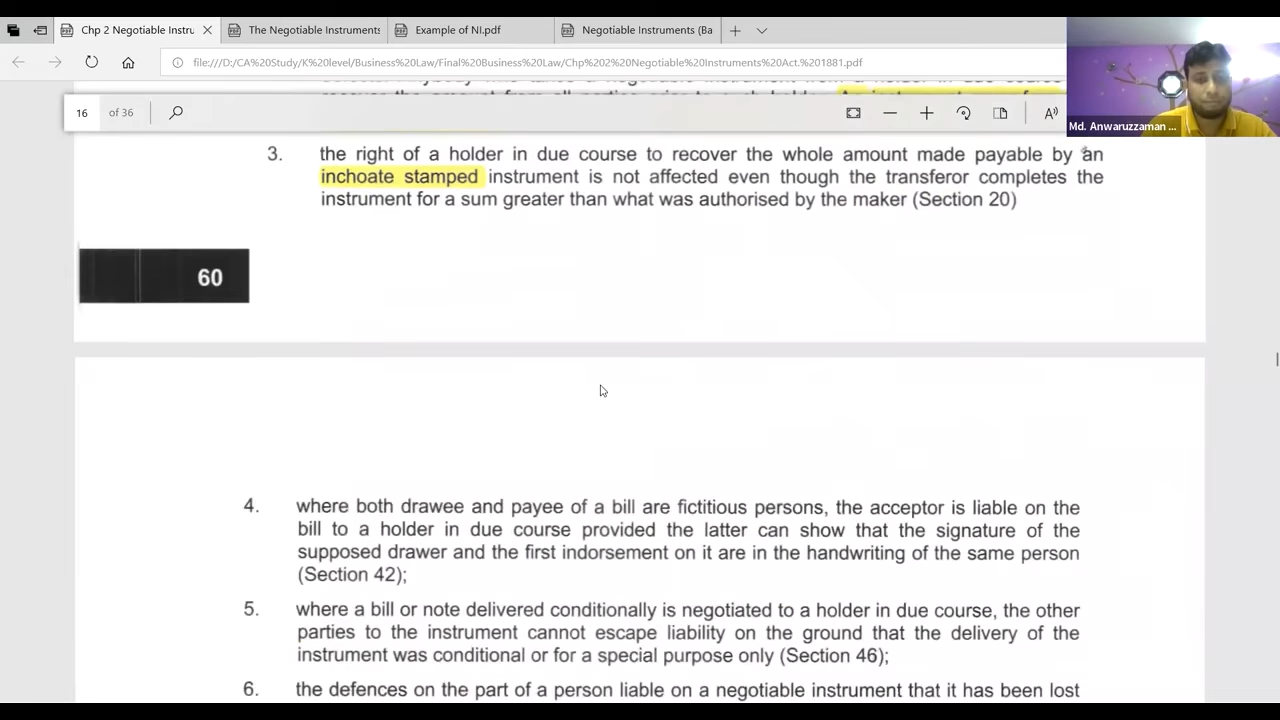 Chp 2 Negotiable Instru
The Negotiable Instruments
Example of NI.pdf
Negotiable Instruments (Ba
file:///D:/CA%20Study/K%20level/Business%20Law/Final%20Business%20Law/Chp%202%20Negotiable%20Instruments%20Act.%201881.pdf
16 of 36
Md. Anwaruzzaman ...
3. the right of a holder in due course to recover the whole amount made payable by an
inchoate stamped instrument is not affected even though the transferor completes the
instrument for a sum greater than what was authorised by the maker (Section 20)
60
4. where both drawee and payee of a bill are fictitious persons, the acceptor is liable on the
bill to a holder in due course provided the latter can show that the signature of the
supposed drawer and the first indorsement on it are in the handwriting of the same person
(Section 42);
5. where a bill or note delivered conditionally is negotiated to a holder in due course, the other
parties to the instrument cannot escape liability on the ground that the delivery of the
instrument was conditional or for a special purpose only (Section 46);
6. the defences on the part of a person liable on a negotiable instrument that it has been lost